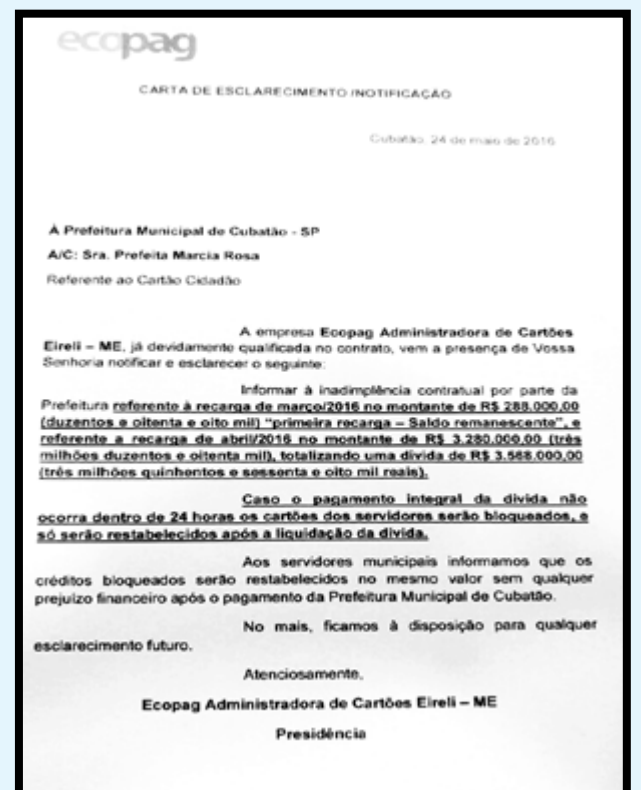 ecopag
CARTA DE ESCLARECIMENTO /NOTIFICAÇÃO
Cubatão, 24 de maio de 2016
À Prefeitura Municipal de Cubatão - SP
A/C: Sra. Prefeita Marcia Rosa
Referente ao Cartão Cidadão
A empresa Ecopag Administradora de Cartões
Eireli – ME, já devidamente qualificada no contrato, vem a presença de Vossa
Senhoria notificar e esclarecer o seguinte:
Informar à inadimplência contratual por parte da
Prefeitura referente à recarga de março/2016 no montante de R$ 288.000,00
(duzentos e oitenta e oito mil) “primeira recarga – Saldo remanescente”, e
referente a recarga de abril/2016 no montante de R$ 3.280.000,00 (três
milhões duzentos e oitenta mil), totalizando uma divida de R$ 3.568.000,00
(três milhões quinhentos e sessenta e oito mil reais).
Caso o pagamento integral da divida não
ocorra dentro de 24 horas os cartões dos servidores serão bloqueados, e
só serão restabelecidos após a liquidação da divida.
Aos servidores municipais informamos que os
créditos bloqueados serão restabelecidos no mesmo valor sem qualquer
prejuízo financeiro após o pagamento da Prefeitura Municipal de Cubatão.
No mais, ficamos à disposição para qualquer
esclarecimento futuro.
Atenciosamente,
Ecopag Administradora de Cartões Eireli – ME
Presidência